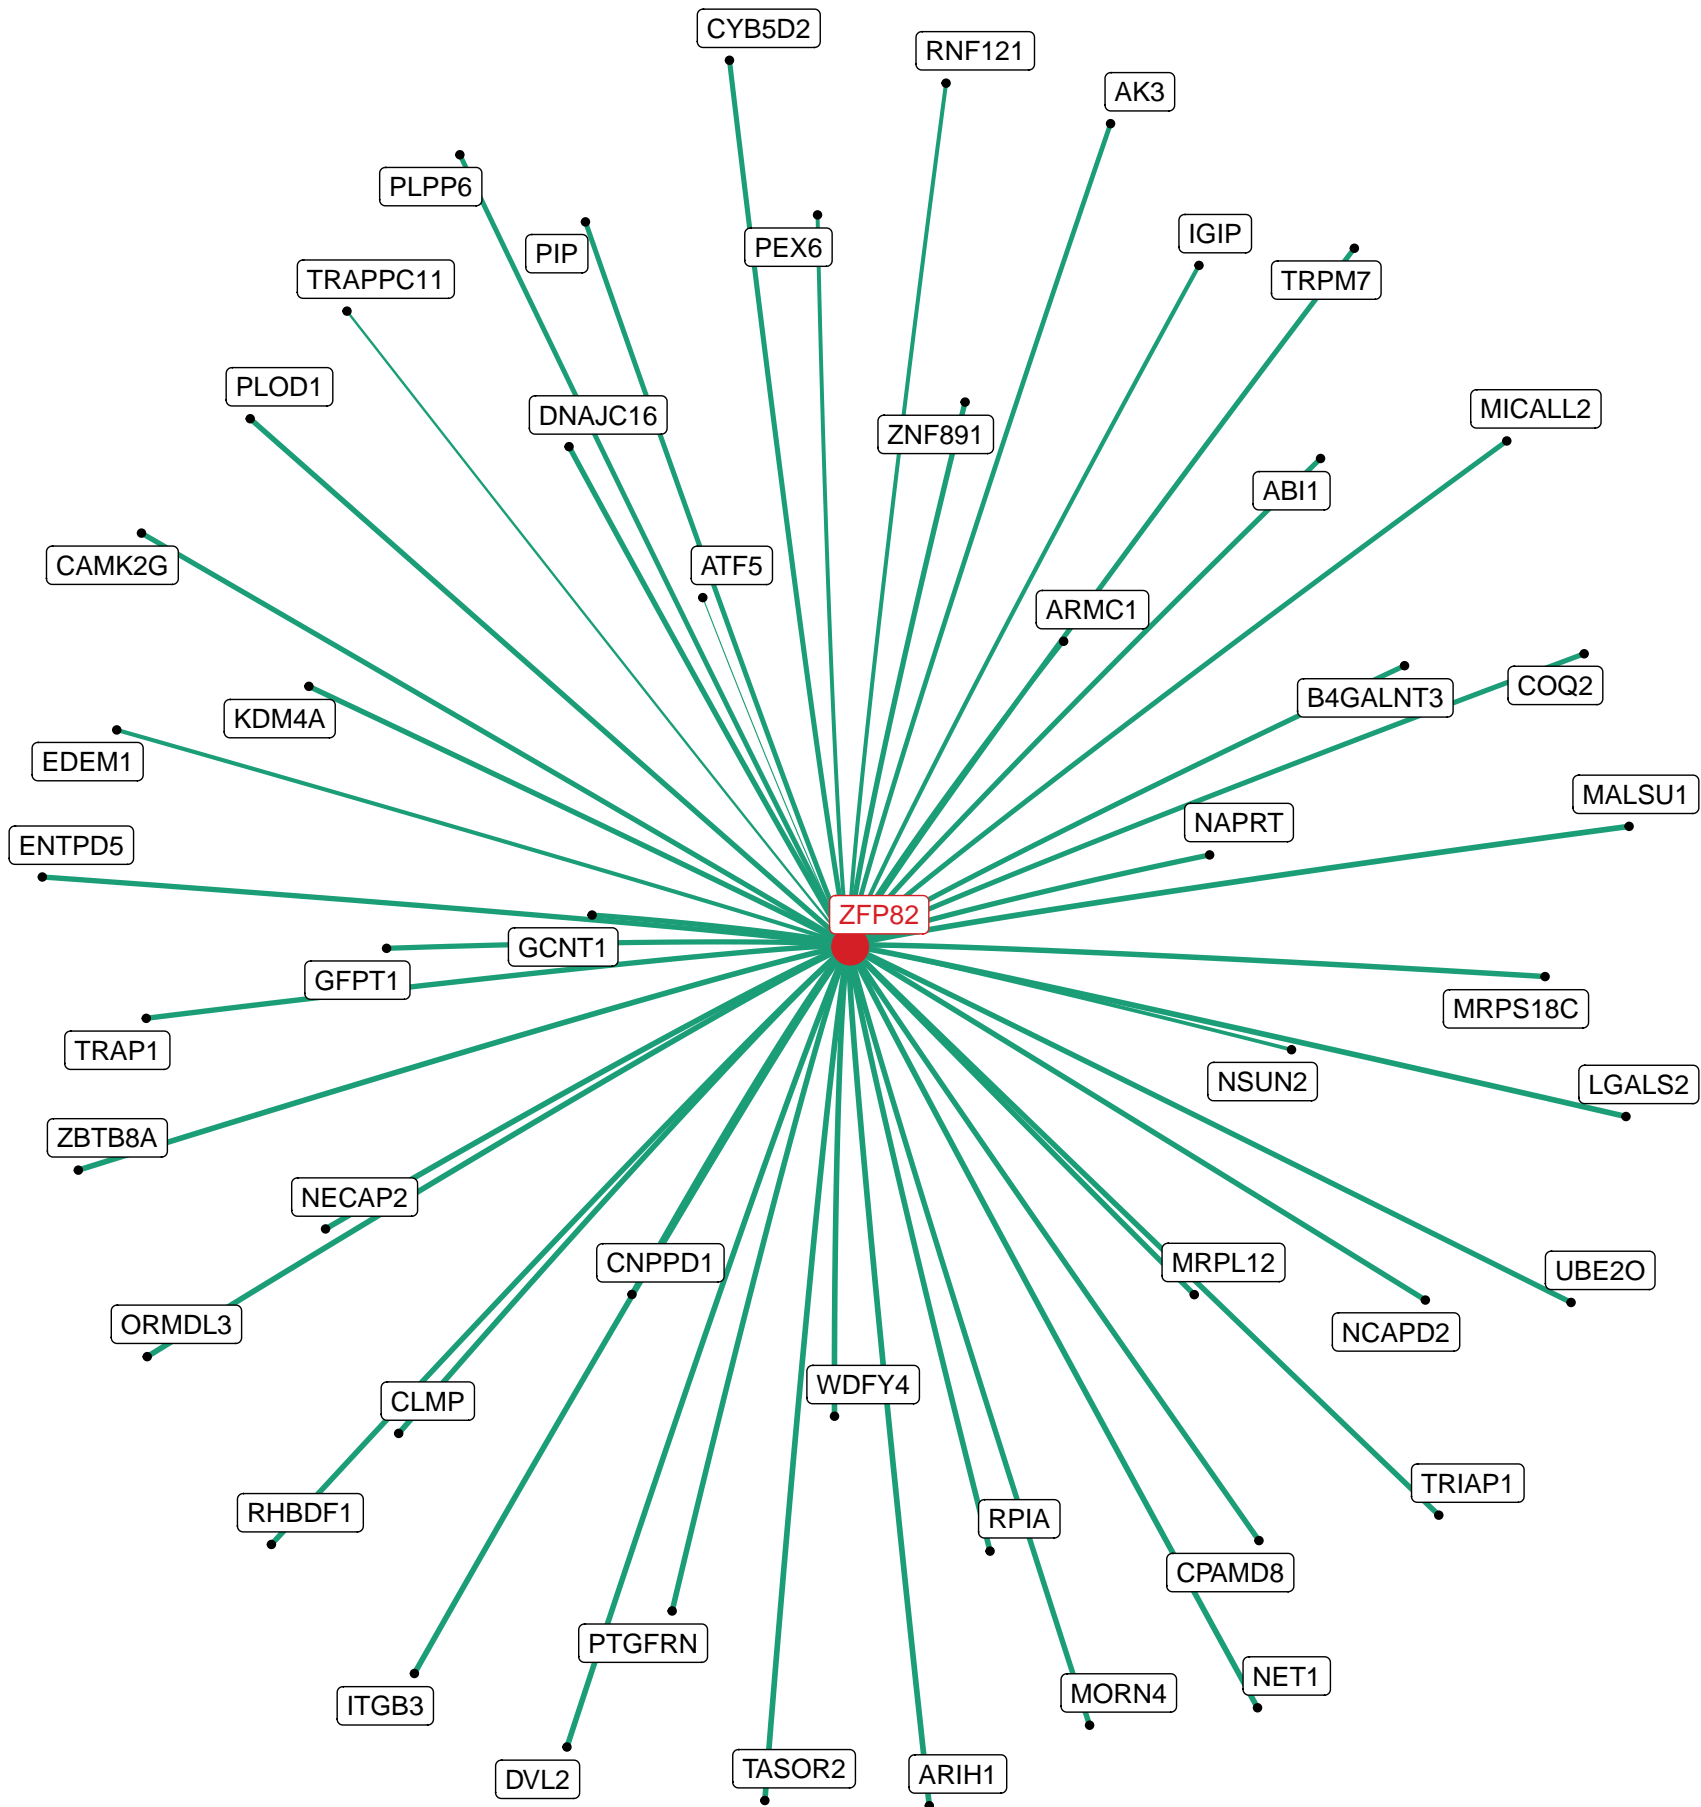 CYB5D2
RNF121
AK3
PLPP6
PIP
PEX6
IGIP
TRPM7
TRAPPC11
PLOD1
DNAJC16
ZNF891
MICALL2
ABI1
CAMK2G
ATF5
ARMC1
KDM4A
B4GALNT3
COQ2
EDEM1
MALSU1
NAPRT
ENTPD5
ZFP82
GCNT1
GFPT1
MRPS18C
TRAP1
NSUN2
LGALS2
ZBTB8A
NECAP2
CNPPD1
MRPL12
UBE2O
ORMDL3
NCAPD2
WDFY4
CLMP
TRIAP1
RHBDF1
RPIA
CPAMD8
PTGFRN
NET1
MORN4
ITGB3
TASOR2
ARIH1
DVL2